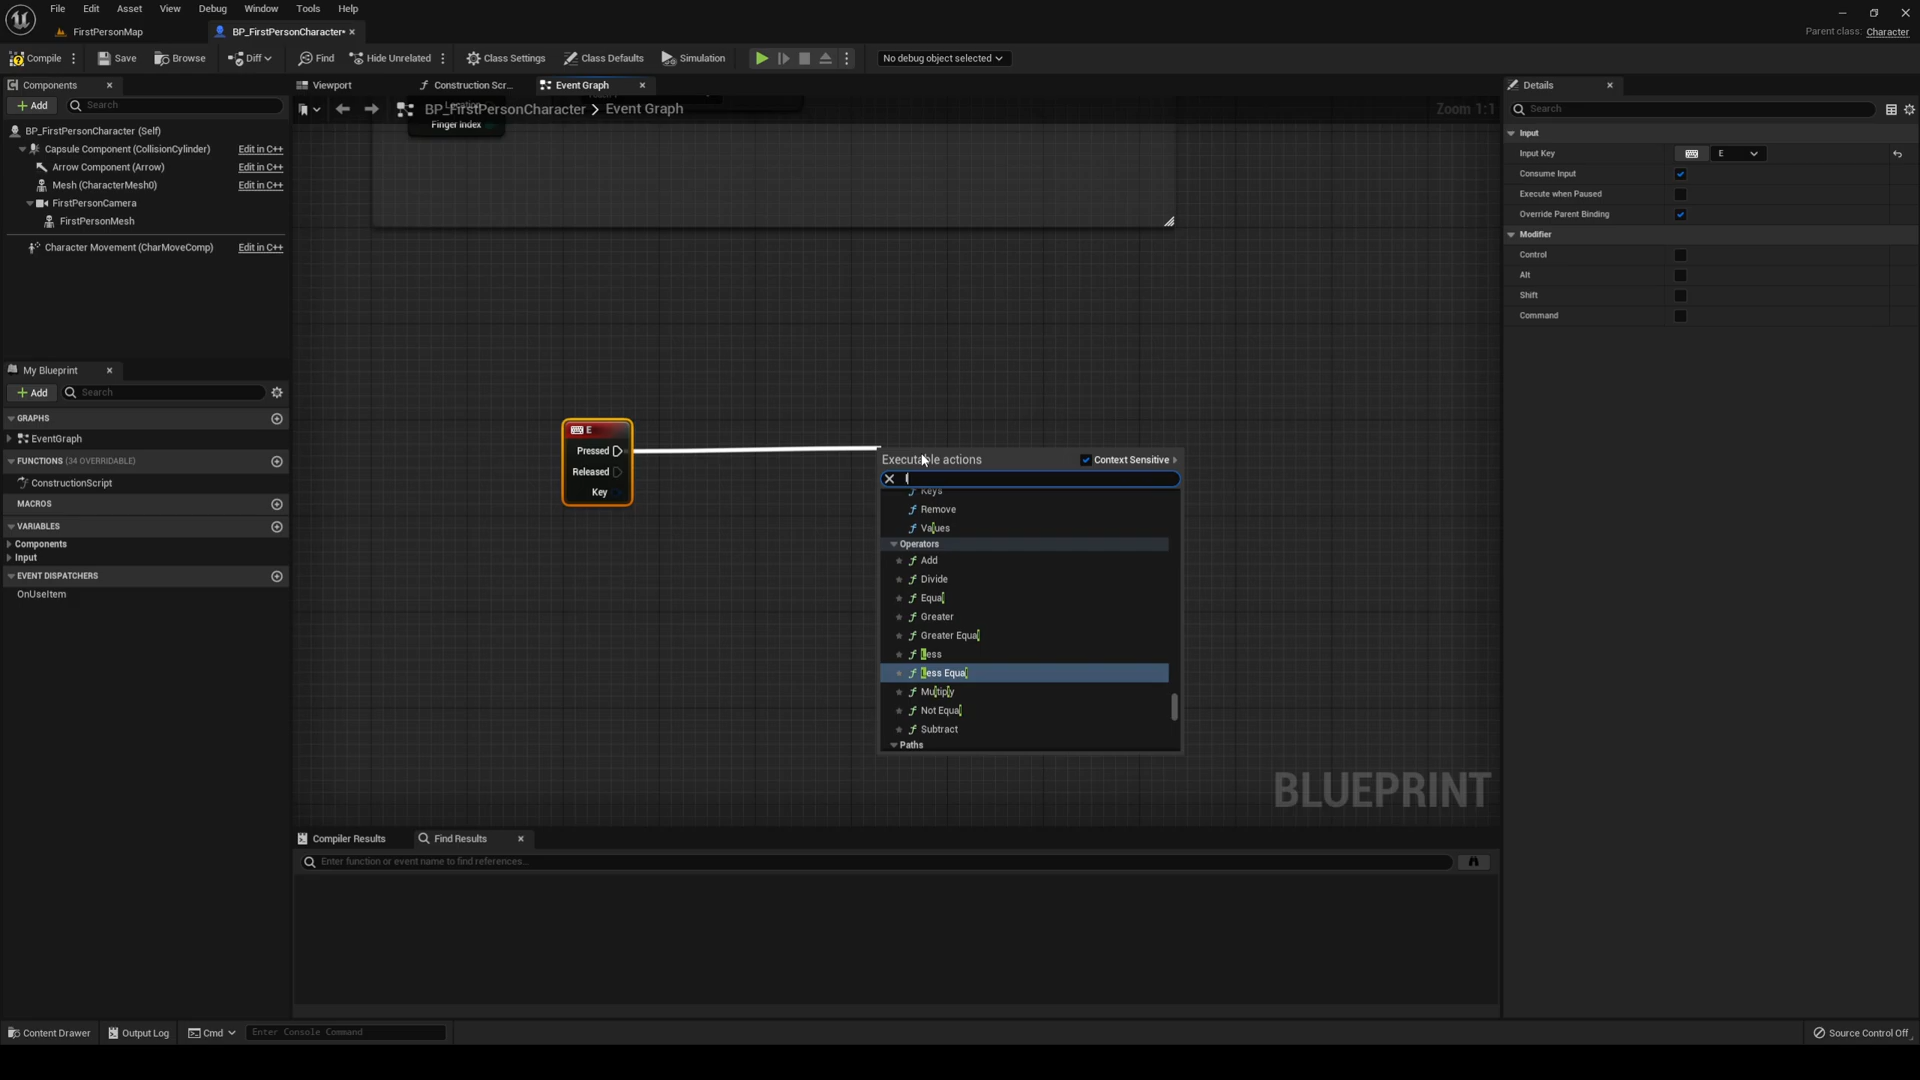 File Edit Asset View Window Debug Tools Help
FirstPersonMap
BP_FirstPersonCharacter•
Parent class: Character
Compile Save Browse Diff Find Hide Unrelated Class Settings Class Defaults Simulation No debug object selected
Components
Add Search
BP_FirstPersonCharacter (Self)
Capsule Component (CollisionCylinder) Edit in C++
Arrow Component (Arrow) Edit in C++
Mesh (CharacterMesh0) Edit in C++
FirstPersonCamera
FirstPersonMesh
Character Movement (CharMoveComp) Edit in C++
My Blueprint
Add Search
GRAPHS
EventGraph
FUNCTIONS (34 OVERRIDABLE)
ConstructionScript
MACROS
VARIABLES
Components
Input
EVENT DISPATCHERS
OnUseItem
Viewport Construction Scr... Event Graph
BP_FirstPersonCharacter > Event Graph
Zoom 1:1
Location
Finger Index
E
Pressed
Released
Key
Executable actions Context Sensitive
l
Keys
Remove
Values
Operators
Add
Divide
Equal
Greater
Greater Equal
Less
Less Equal
Multiply
Not Equal
Subtract
Paths
BLUEPRINT
Compiler Results Find Results
Enter function or event name to find references...
Details
Search
Input
Input Key E
Consume Input
Execute when Paused
Override Parent Binding
Modifier
Control
Alt
Shift
Command
Content Drawer Output Log Cmd Enter Console Command Source Control Off